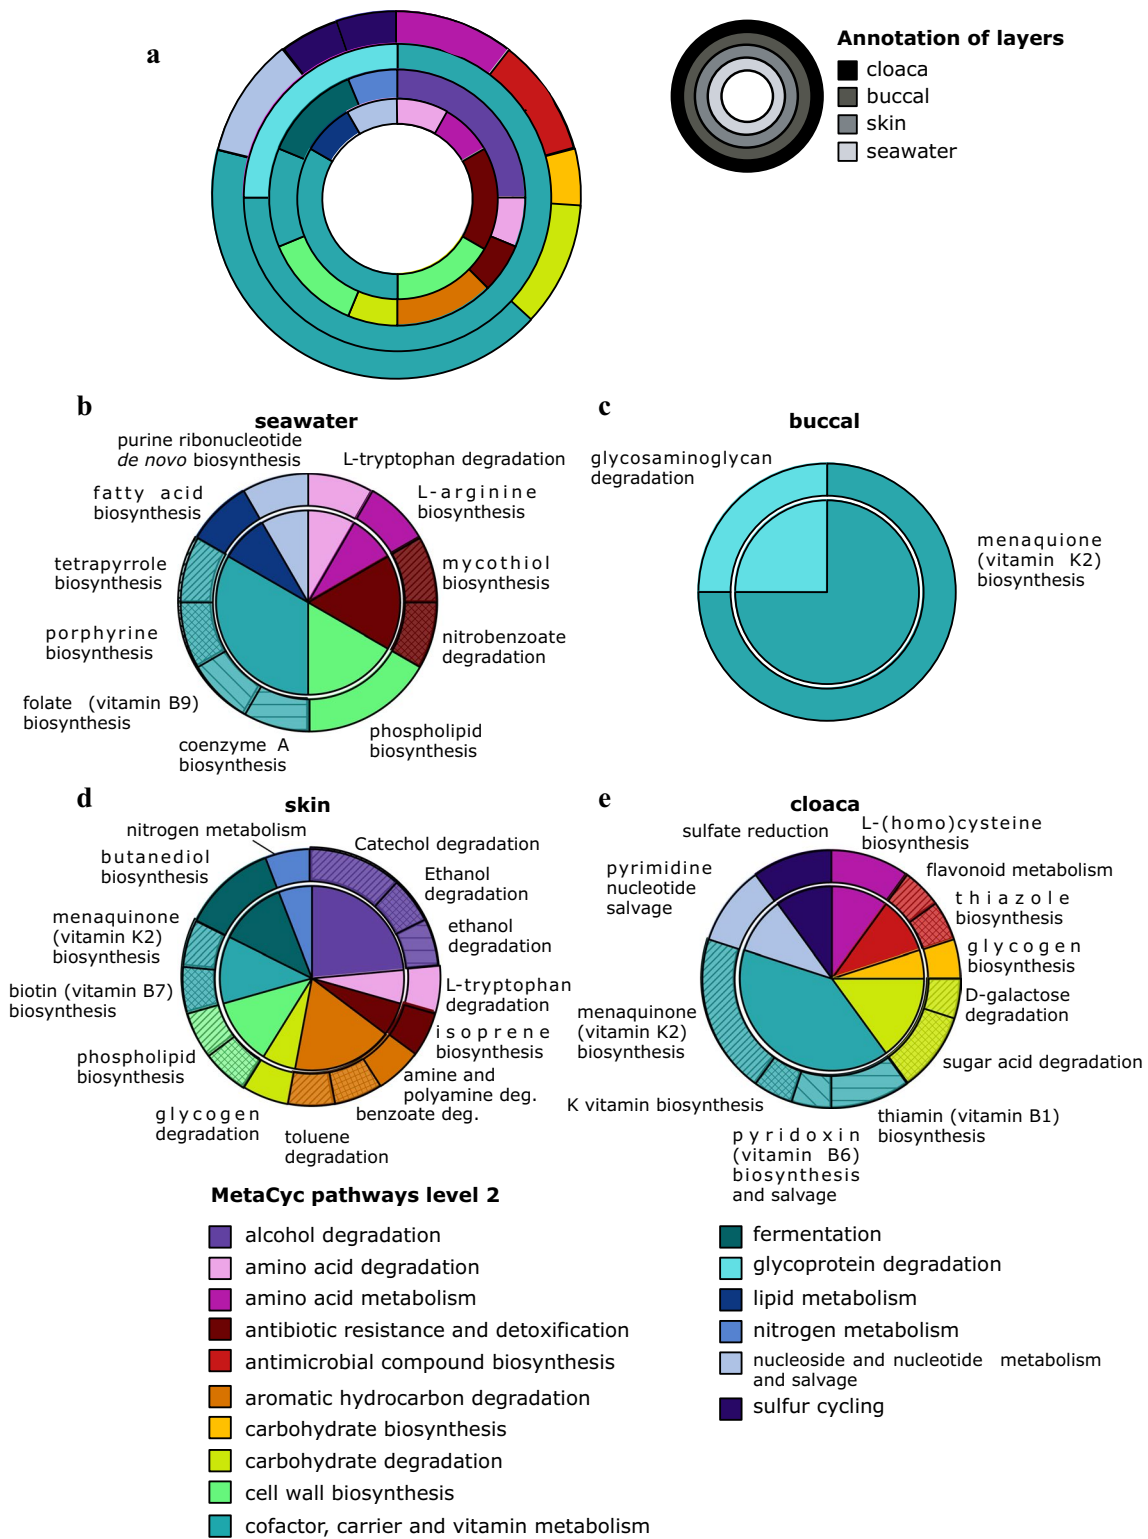 a
Annotation of layers
cloaca
buccal
skin
seawater
b
seawater
purine ribonucleotide
de novo biosynthesis
L-tryptophan degradation
fatty acid
biosynthesis
L-arginine
biosynthesis
tetrapyrrole
biosynthesis
mycothiol
biosynthesis
porphyrine
biosynthesis
nitrobenzoate
degradation
folate (vitamin B9)
biosynthesis
coenzyme A
biosynthesis
phospholipid
biosynthesis
c
buccal
glycosaminoglycan
degradation
menaquione
(vitamin K2)
biosynthesis
d
skin
nitrogen metabolism
Catechol degradation
butanediol
biosynthesis
Ethanol
degradation
menaquinone
(vitamin K2)
biosynthesis
ethanol
degradation
biotin (vitamin B7)
biosynthesis
L-tryptophan
degradation
isoprene
biosynthesis
phospholipid
biosynthesis
amine and
polyamine deg.
benzoate deg.
glycogen
degradation
toluene
degradation
e
cloaca
sulfate reduction
L-(homo)cysteine
biosynthesis
pyrimidine
nucleotide
salvage
flavonoid metabolism
thiazole
biosynthesis
glycogen
biosynthesis
menaquinone
(vitamin K2)
biosynthesis
D-galactose
degradation
sugar acid degradation
K vitamin biosynthesis
thiamin (vitamin B1)
biosynthesis
pyridoxin
(vitamin B6)
biosynthesis
and salvage
MetaCyc pathways level 2
alcohol degradation
amino acid degradation
amino acid metabolism
antibiotic resistance and detoxification
antimicrobial compound biosynthesis
aromatic hydrocarbon degradation
carbohydrate biosynthesis
carbohydrate degradation
cell wall biosynthesis
cofactor, carrier and vitamin metabolism
fermentation
glycoprotein degradation
lipid metabolism
nitrogen metabolism
nucleoside and nucleotide metabolism
and salvage
sulfur cycling